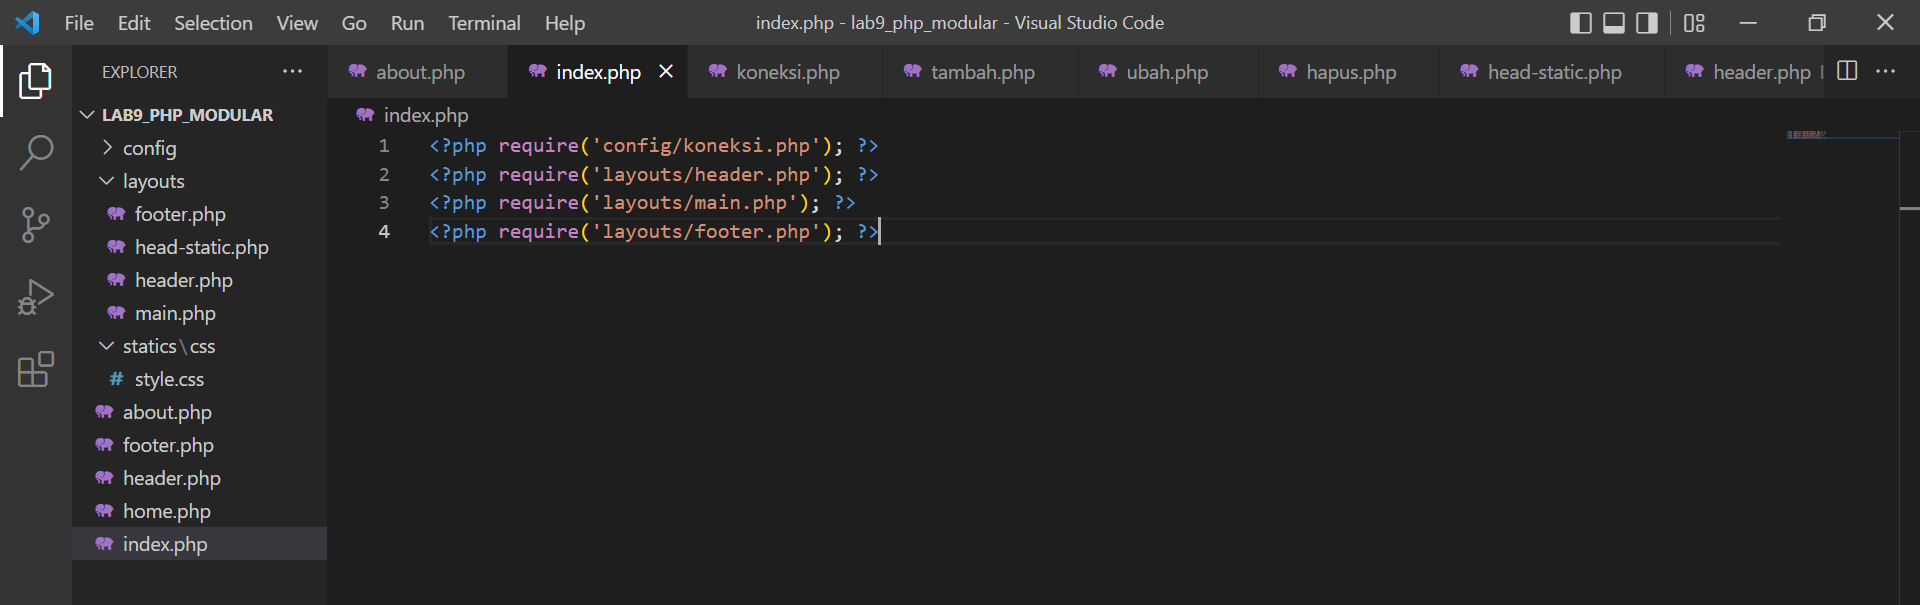 File Edit Selection View Go Run Terminal Help index.php - lab9_php_modular - Visual Studio Code
EXPLORER ···
about.php index.php koneksi.php tambah.php ubah.php hapus.php head-static.php header.php
LAB9_PHP_MODULAR
config
layouts
footer.php
head-static.php
header.php
main.php
statics\css
# style.css
about.php
footer.php
header.php
home.php
index.php
index.php
1 <?php require('config/koneksi.php'); ?>
2 <?php require('layouts/header.php'); ?>
3 <?php require('layouts/main.php'); ?>
4 <?php require('layouts/footer.php'); ?>